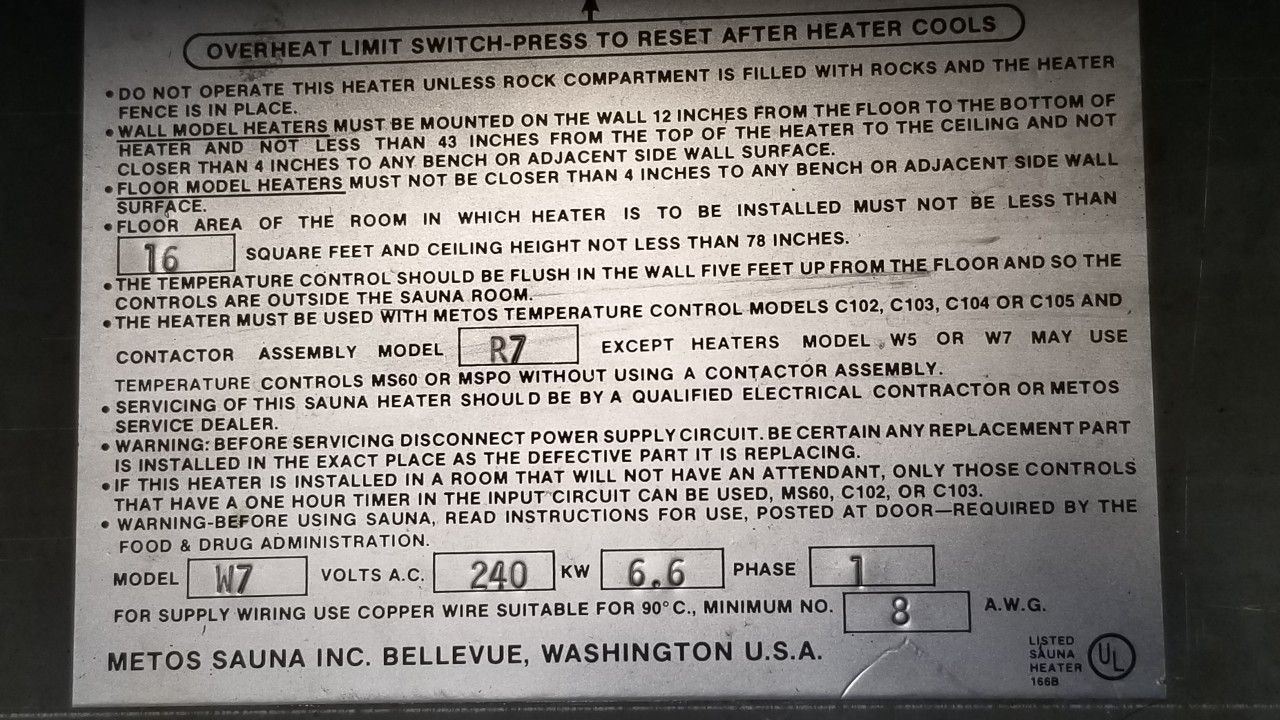 OVERHEAT LIMIT SWITCH-PRESS TO RESET AFTER HEATER COOLS
• DO NOT OPERATE THIS HEATER UNLESS ROCK COMPARTMENT IS FILLED WITH ROCKS AND THE HEATER
FENCE IS IN PLACE.
• WALL MODEL HEATERS MUST BE MOUNTED ON THE WALL 12 INCHES FROM THE FLOOR TO THE BOTTOM OF
HEATER AND NOT LESS THAN 43 INCHES FROM THE TOP OF THE HEATER TO THE CEILING AND NOT
CLOSER THAN 4 INCHES TO ANY BENCH OR ADJACENT SIDE WALL SURFACE.
• FLOOR MODEL HEATERS MUST NOT BE CLOSER THAN 4 INCHES TO ANY BENCH OR ADJACENT SIDE WALL
SURFACE.
• FLOOR AREA OF THE ROOM IN WHICH HEATER IS TO BE INSTALLED MUST NOT BE LESS THAN
16 SQUARE FEET AND CEILING HEIGHT NOT LESS THAN 78 INCHES.
• THE TEMPERATURE CONTROL SHOULD BE FLUSH IN THE WALL FIVE FEET UP FROM THE FLOOR AND SO THE
CONTROLS ARE OUTSIDE THE SAUNA ROOM.
• THE HEATER MUST BE USED WITH METOS TEMPERATURE CONTROL MODELS C102, C103, C104 OR C105 AND
CONTACTOR ASSEMBLY MODEL R7 EXCEPT HEATERS MODEL W5 OR W7 MAY USE
TEMPERATURE CONTROLS MS60 OR MSPO WITHOUT USING A CONTACTOR ASSEMBLY.
• SERVICING OF THIS SAUNA HEATER SHOULD BE BY A QUALIFIED ELECTRICAL CONTRACTOR OR METOS
SERVICE DEALER.
• WARNING: BEFORE SERVICING DISCONNECT POWER SUPPLY CIRCUIT. BE CERTAIN ANY REPLACEMENT PART
IS INSTALLED IN THE EXACT PLACE AS THE DEFECTIVE PART IT IS REPLACING.
• IF THIS HEATER IS INSTALLED IN A ROOM THAT WILL NOT HAVE AN ATTENDANT, ONLY THOSE CONTROLS
THAT HAVE A ONE HOUR TIMER IN THE INPUT CIRCUIT CAN BE USED, MS60, C102, OR C103.
• WARNING-BEFORE USING SAUNA, READ INSTRUCTIONS FOR USE, POSTED AT DOOR—REQUIRED BY THE
FOOD & DRUG ADMINISTRATION.
MODEL W7 VOLTS A.C. 240 KW 6.6 PHASE 1
FOR SUPPLY WIRING USE COPPER WIRE SUITABLE FOR 90°C., MINIMUM NO. 8 A.W.G.
METOS SAUNA INC. BELLEVUE, WASHINGTON U.S.A.
LISTED
SAUNA
HEATER
166B
UL